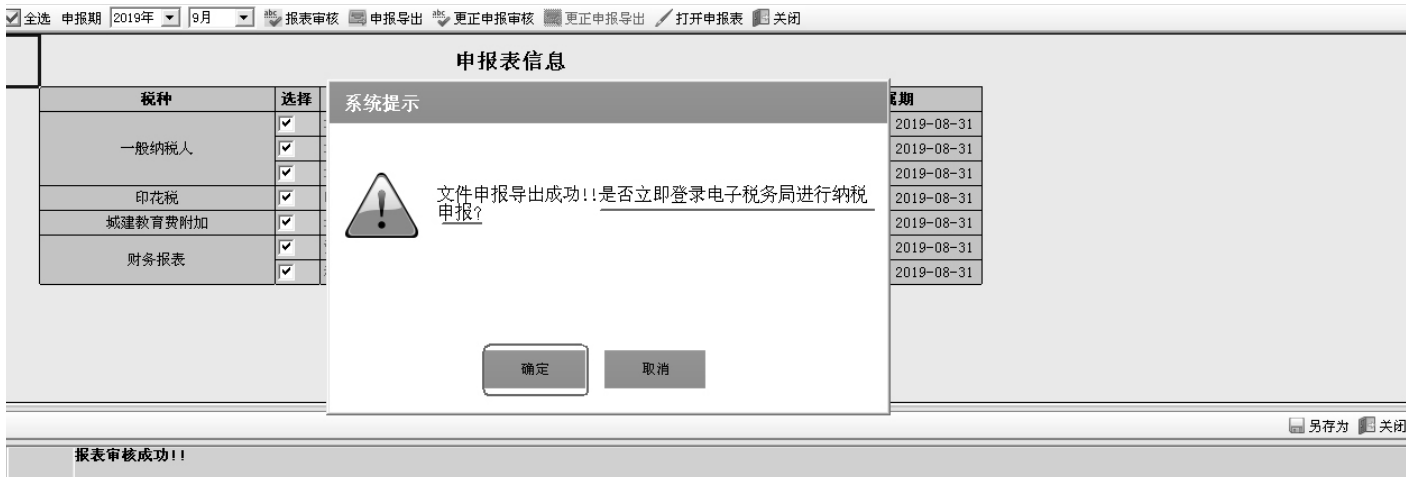 全选 申报期 2019年 9月 报表审核 申报导出 更正申报审核 更正申报导出 打开申报表 关闭
申报表信息
税种 选择 属期
系统提示
2019-08-31
一般纳税人 2019-08-31
2019-08-31
印花税 2019-08-31
城建教育费附加 2019-08-31
财务报表 2019-08-31
2019-08-31
文件申报导出成功!!是否立即登录电子税务局进行纳税
申报?
确定 取消
另存为 关闭
报表审核成功!!